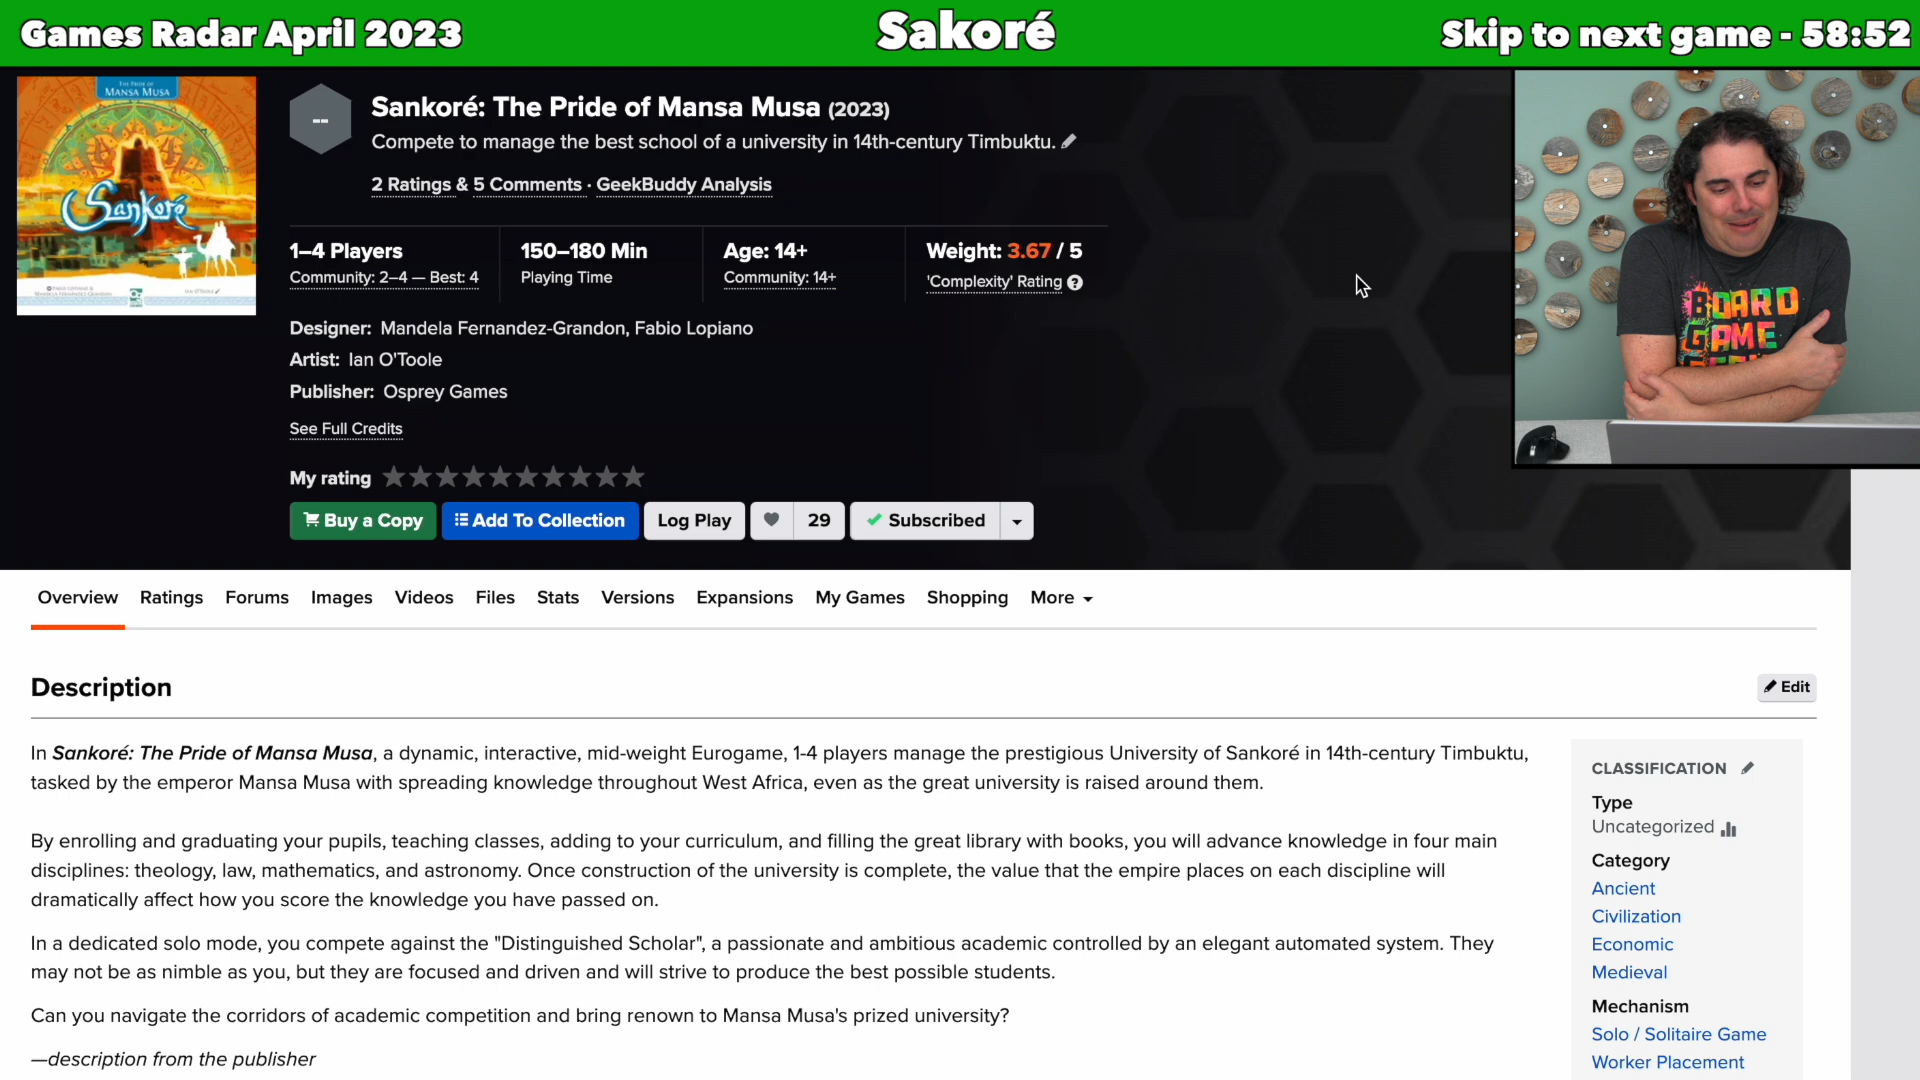 Games Radar April 2023
Sakoré
Skip to next game - 58:52
THE PRIDE OF
MANSA MUSA
Sankoré
Sankoré: The Pride of Mansa Musa (2023)
--
Compete to manage the best school of a university in 14th-century Timbuktu.
2 Ratings & 5 Comments · GeekBuddy Analysis
1–4 Players
Community: 2–4 — Best: 4
150–180 Min
Playing Time
Age: 14+
Community: 14+
Weight: 3.67 / 5
'Complexity' Rating ?
Designer: Mandela Fernandez-Grandon, Fabio Lopiano
Artist: Ian O'Toole
Publisher: Osprey Games
See Full Credits
My rating
Buy a Copy
Add To Collection
Log Play
29
Subscribed
BOARD
GAME
Overview Ratings Forums Images Videos Files Stats Versions Expansions My Games Shopping More
Description
Edit
In Sankoré: The Pride of Mansa Musa, a dynamic, interactive, mid-weight Eurogame, 1-4 players manage the prestigious University of Sankoré in 14th-century Timbuktu,
tasked by the emperor Mansa Musa with spreading knowledge throughout West Africa, even as the great university is raised around them.
By enrolling and graduating your pupils, teaching classes, adding to your curriculum, and filling the great library with books, you will advance knowledge in four main
disciplines: theology, law, mathematics, and astronomy. Once construction of the university is complete, the value that the empire places on each discipline will
dramatically affect how you score the knowledge you have passed on.
In a dedicated solo mode, you compete against the "Distinguished Scholar", a passionate and ambitious academic controlled by an elegant automated system. They
may not be as nimble as you, but they are focused and driven and will strive to produce the best possible students.
Can you navigate the corridors of academic competition and bring renown to Mansa Musa's prized university?
—description from the publisher
CLASSIFICATION
Type
Uncategorized
Category
Ancient
Civilization
Economic
Medieval
Mechanism
Solo / Solitaire Game
Worker Placement